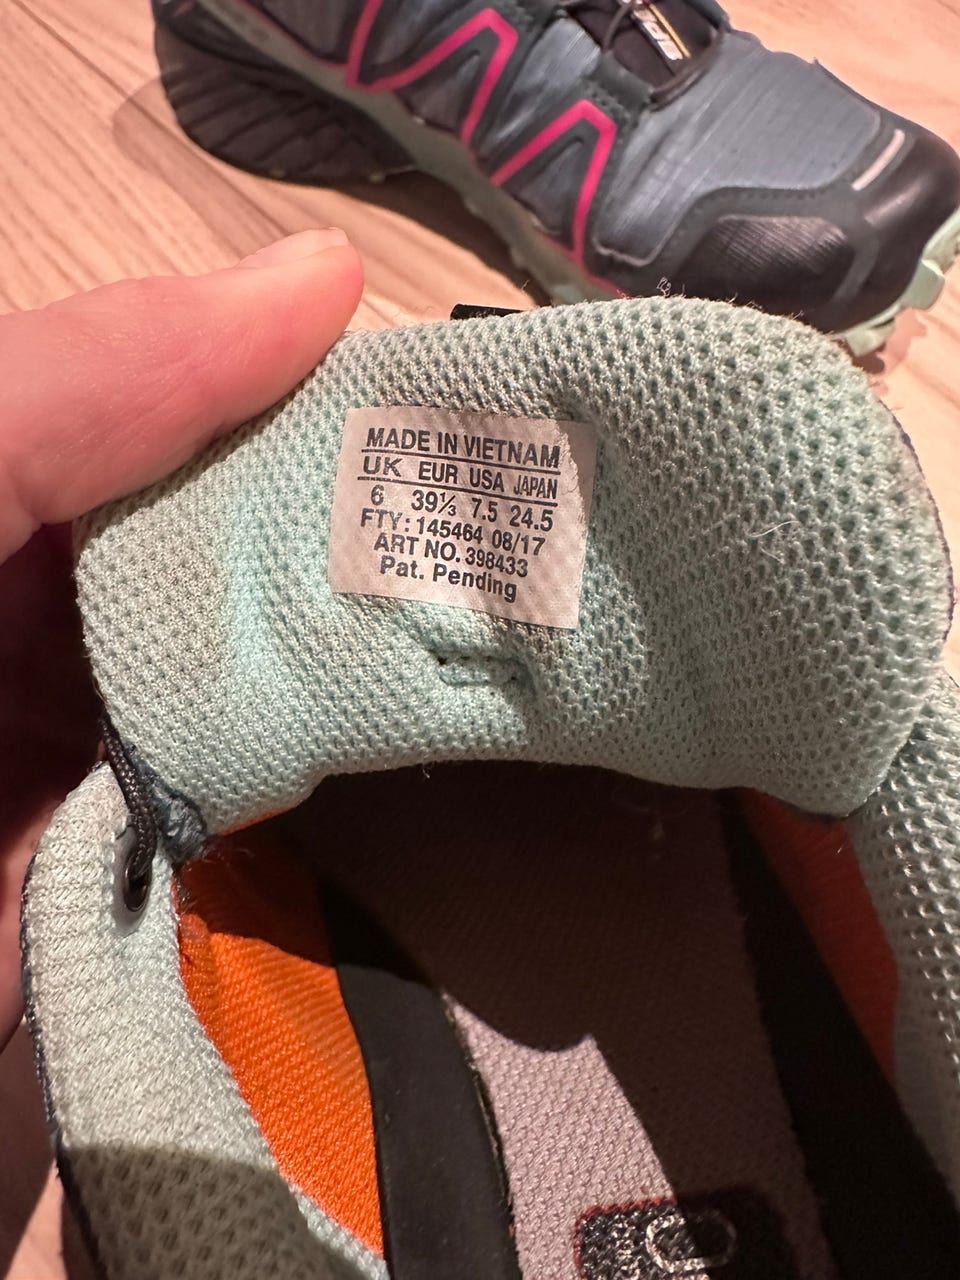 MADE IN VIETNAM
UK EUR USA JAPAN
6 39⅓ 7.5 24.5
FTY: 145464 08/17
ART NO. 398433
Pat. Pending